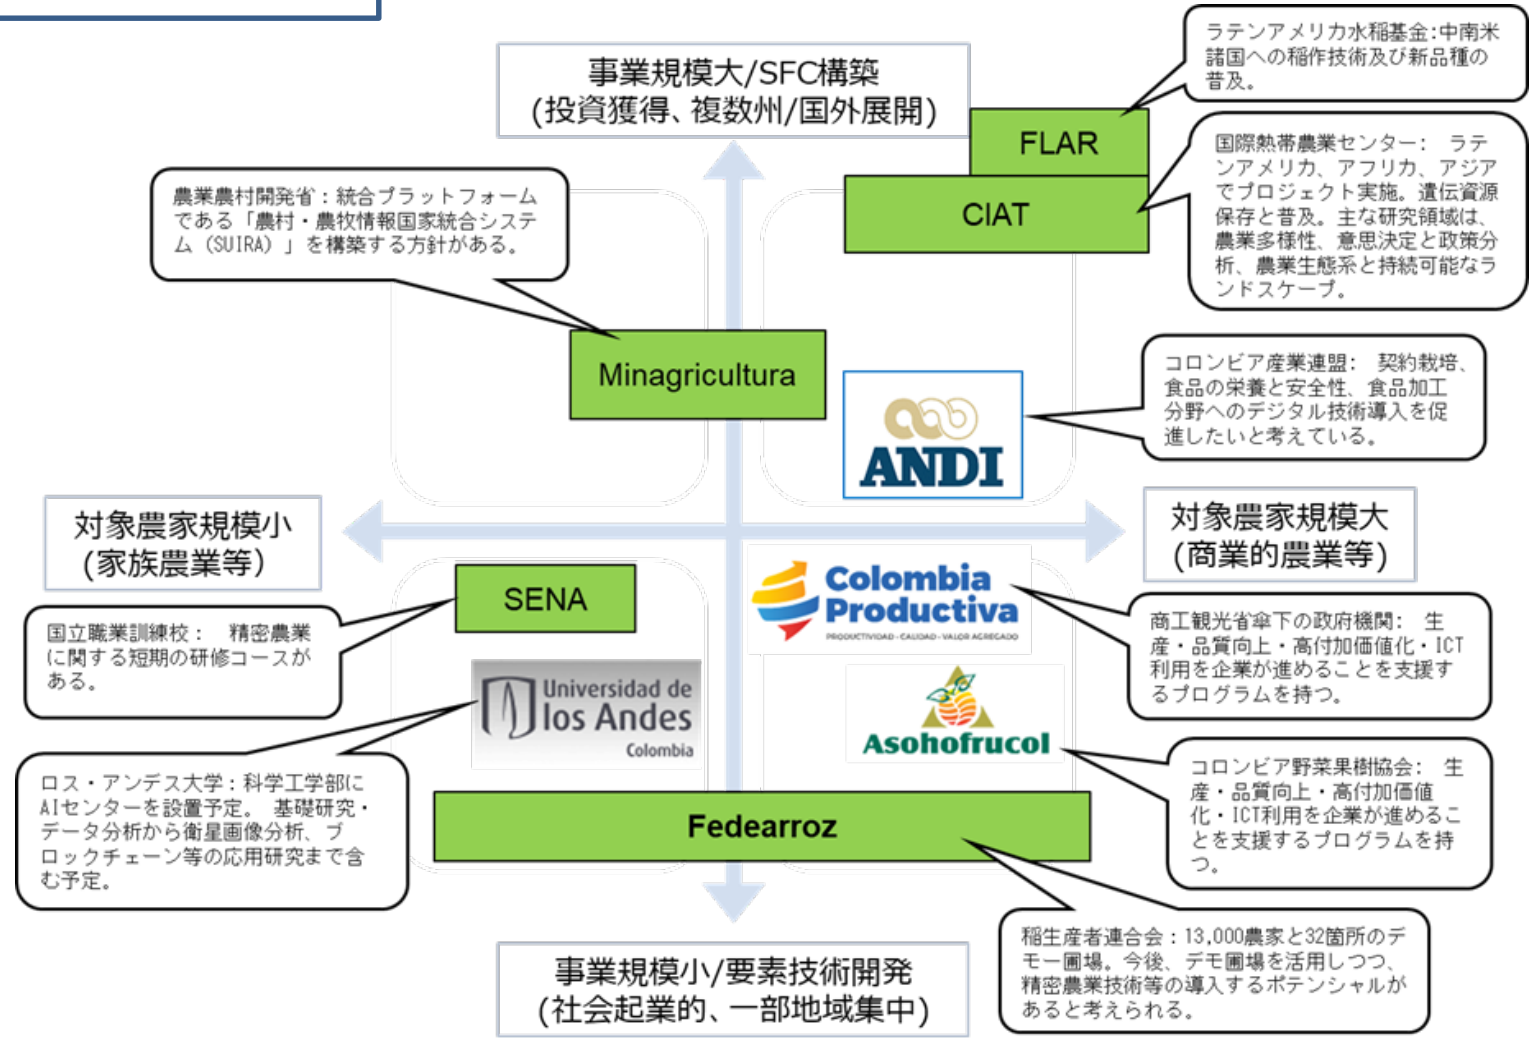 ラテンアメリカ水稲基金:中南米
諸国への稲作技術及び新品種の
普及。
事業規模大/SFC構築
(投資獲得、複数州/国外展開)
FLAR
国際熱帯農業センター: ラテ
ンアメリカ、アフリカ、アジア
でプロジェクト実施。遺伝資源
保存と普及。主な研究領域は、
農業多様性、意思決定と政策分
析、農業生態系と持続可能なラ
ンドスケープ。
CIAT
農業農村開発省：統合プラットフォーム
である「農村・農牧情報国家統合システ
ム（SUIRA）」を構築する方針がある。
Minagricultura
コロンビア産業連盟: 契約栽培、
食品の栄養と安全性、食品加工
分野へのデジタル技術導入を促
進したいと考えている。
ANDI
対象農家規模小
(家族農業等)
対象農家規模大
(商業的農業等)
SENA
Colombia
Productiva
PRODUCTIVIDAD - CALIDAD - VALOR AGREGADO
国立職業訓練校： 精密農業
に関する短期の研修コースが
ある。
商工観光省傘下の政府機関: 生
産・品質向上・高付加価値化・ICT
利用を企業が進めることを支援す
るプログラムを持つ。
Universidad de
los Andes
Colombia
Asohofrucol
ロス・アンデス大学：科学工学部に
AIセンターを設置予定。 基礎研究・
データ分析から衛星画像分析、ブ
ロックチェーン等の応用研究まで含
む予定。
コロンビア野菜果樹協会: 生
産・品質向上・高付加価値
化・ICT利用を企業が進めるこ
とを支援するプログラムを持
つ。
Fedearroz
稲生産者連合会：13,000農家と32箇所のデ
モー圃場。今後、デモ圃場を活用しつつ、
精密農業技術等の導入するポテンシャルが
あると考えられる。
事業規模小/要素技術開発
(社会起業的、一部地域集中)